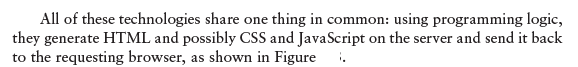 All of these technologies share one thing in common: using programming logic,
they generate HTML and possibly CSS and JavaScript on the server and send it back
to the requesting browser, as shown in Figure